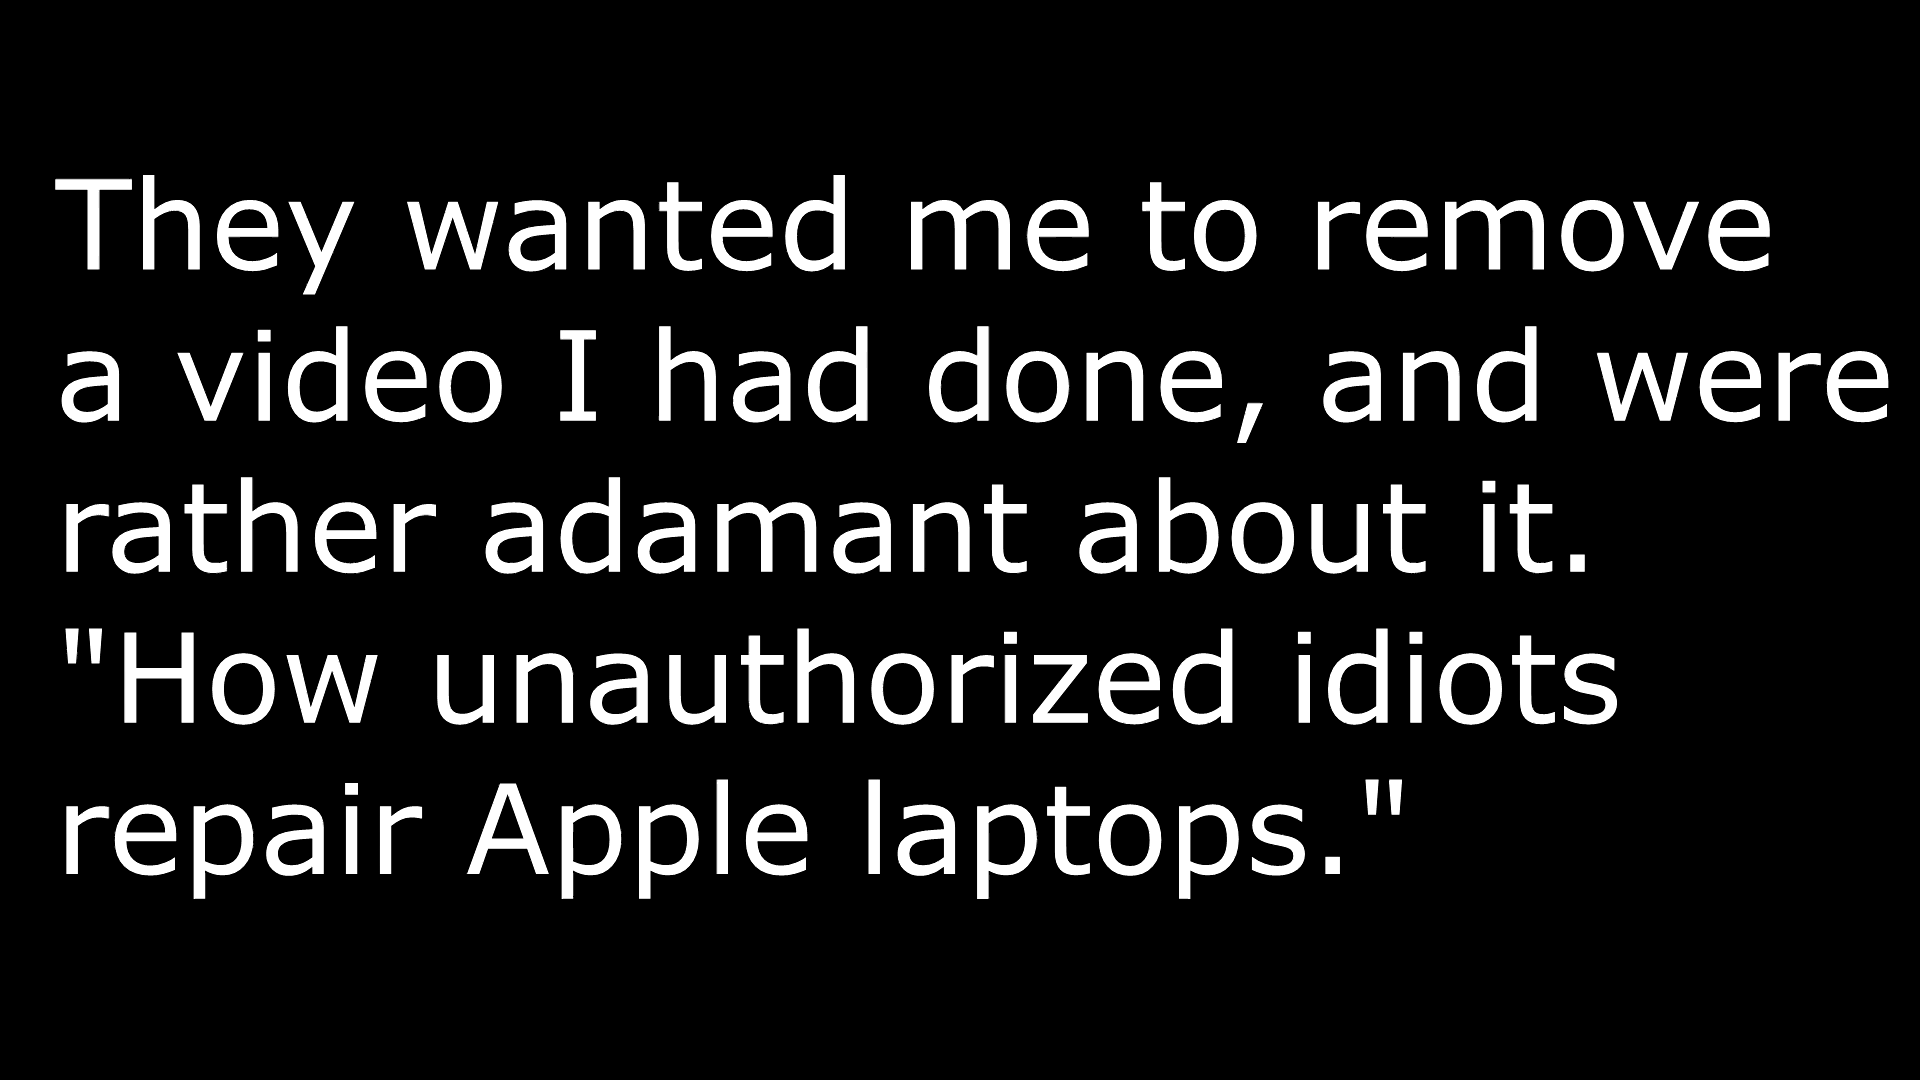 They wanted me to remove
a video I had done, and were
rather adamant about it.
"How unauthorized idiots
repair Apple laptops."